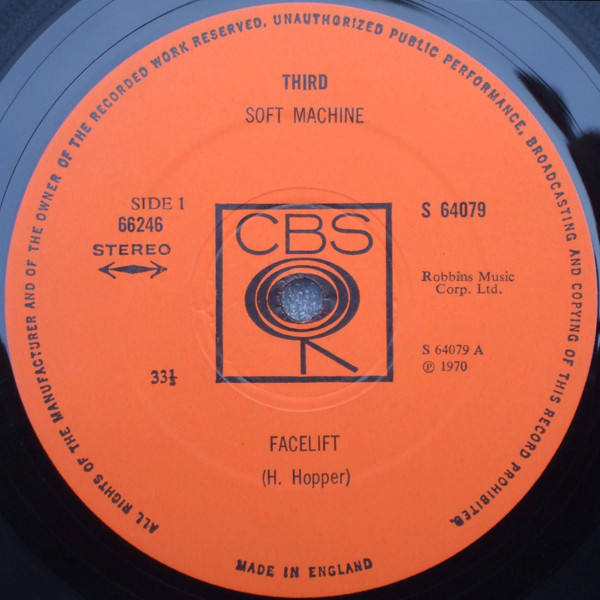 ALL RIGHTS OF THE MANUFACTURER AND OF THE OWNER OF THE RECORDED WORK RESERVED. UNAUTHORIZED PUBLIC PERFORMANCE, BROADCASTING AND COPYING OF THIS RECORD PROHIBITED.
THIRD
SOFT MACHINE
SIDE 1
66246
STEREO
S 64079
CBS
Robbins Music
Corp. Ltd.
S 64079 A
℗ 1970
33⅓
FACELIFT
(H. Hopper)
MADE IN ENGLAND